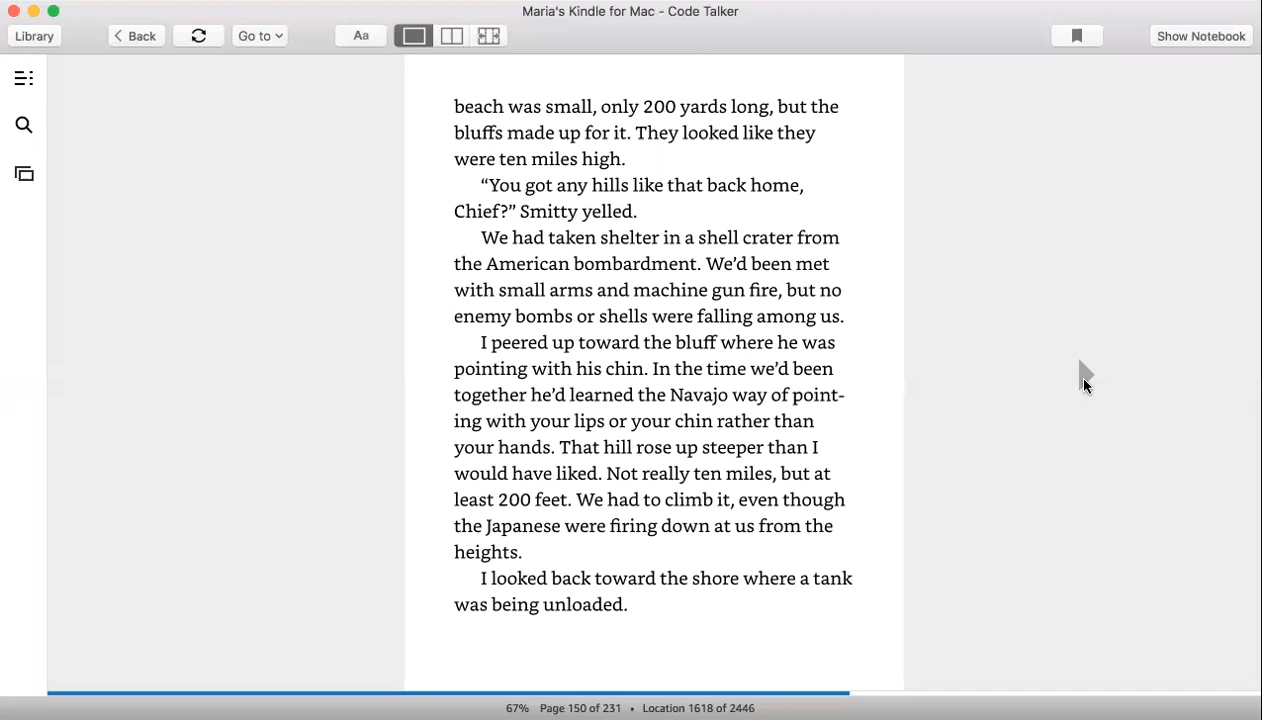 Maria's Kindle for Mac - Code Talker
Library
Back
Go to
Aa
Show Notebook
beach was small, only 200 yards long, but the
bluffs made up for it. They looked like they
were ten miles high.
“You got any hills like that back home,
Chief?” Smitty yelled.
We had taken shelter in a shell crater from
the American bombardment. We’d been met
with small arms and machine gun fire, but no
enemy bombs or shells were falling among us.
I peered up toward the bluff where he was
pointing with his chin. In the time we’d been
together he’d learned the Navajo way of point-
ing with your lips or your chin rather than
your hands. That hill rose up steeper than I
would have liked. Not really ten miles, but at
least 200 feet. We had to climb it, even though
the Japanese were firing down at us from the
heights.
I looked back toward the shore where a tank
was being unloaded.
67% Page 150 of 231 • Location 1618 of 2446